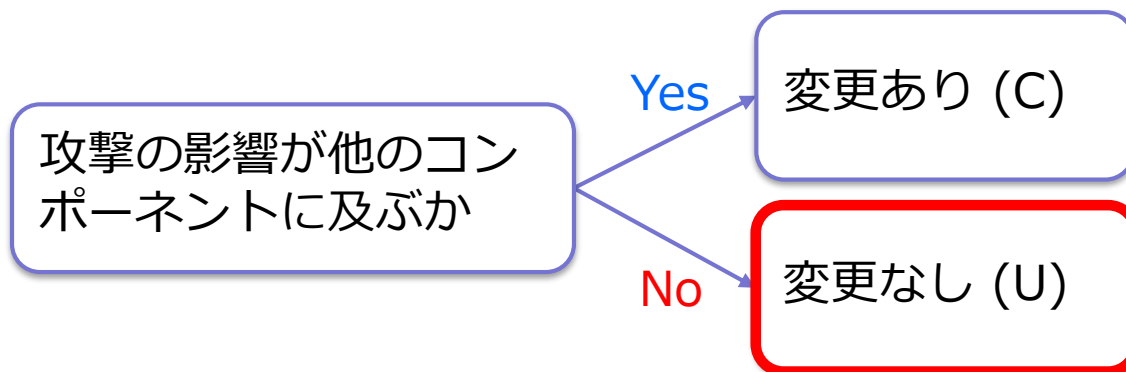 Yes
変更あり (C)
攻撃の影響が他のコン
ポーネントに及ぶか
No
変更なし (U)